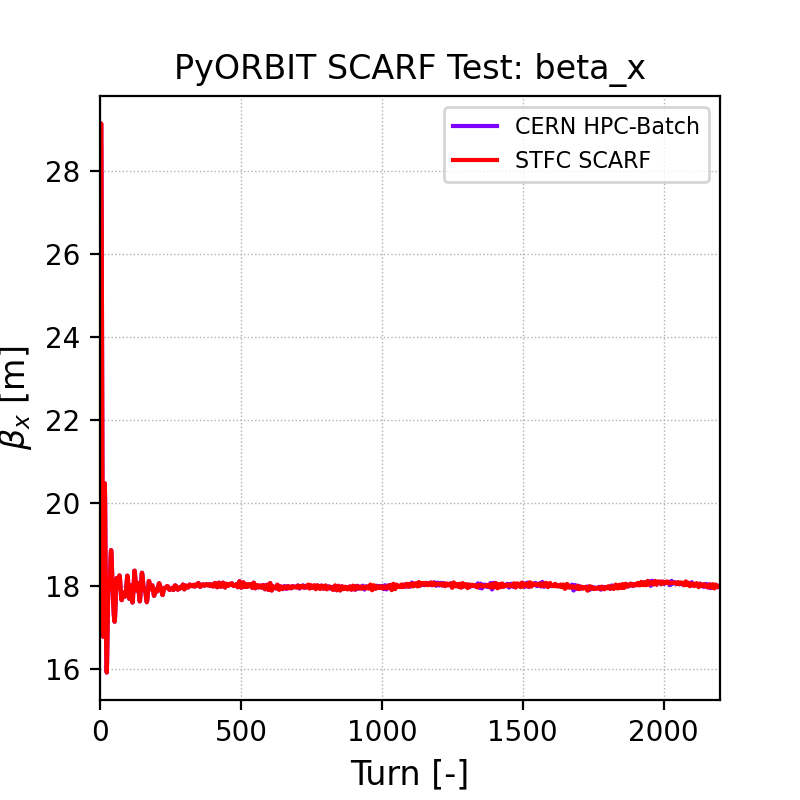 PyORBIT SCARF Test: beta_x
CERN HPC-Batch
STFC SCARF
28
26
24
22
20
18
16
βx [m]
0 500 1000 1500 2000
Turn [-]